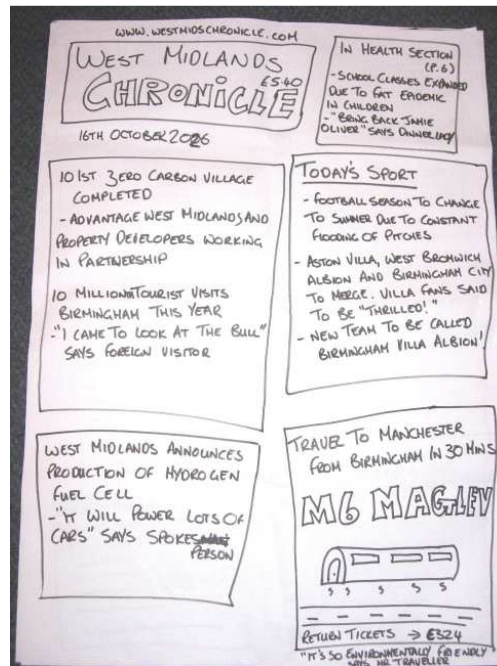 WWW.WESTMIDSCHRONICLE.COM
WEST MIDLANDS
CHRONICLE
£5.40
16TH OCTOBER 2026
IN HEALTH SECTION
(P.6)
- SCHOOL CLASSES EXPANDED
DUE TO FAT EPIDEMIC
IN CHILDREN
- "BRING BACK JAMIE
OLIVER" SAYS DINNER LADY
101ST ZERO CARBON VILLAGE
COMPLETED
- ADVANTAGE WEST MIDLANDS AND
PROPERTY DEVELOPERS WORKING
IN PARTNERSHIP
10 MILLIONTH TOURIST VISITS
BIRMINGHAM THIS YEAR
- "I CAME TO LOOK AT THE BULL"
SAYS FOREIGN VISITOR
TODAY'S SPORT
- FOOTBALL SEASON TO CHANGE
TO SUMMER DUE TO CONSTANT
FLOODING OF PITCHES
- ASTON VILLA, WEST BROMWICH
ALBION AND BIRMINGHAM CITY
TO MERGE. VILLA FANS SAID
TO BE "THRILLED!"
- NEW TEAM TO BE CALLED
BIRMINGHAM VILLA ALBION!
WEST MIDLANDS ANNOUNCES
PRODUCTION OF HYDROGEN
FUEL CELL
- "IT WILL POWER LOTS OF
CARS" SAYS SPOKES
PERSON
TRAVEL TO MANCHESTER
FROM BIRMINGHAM IN 30 MINS
M6 MAGLEV
RETURN TICKETS → £324
"IT'S SO ENVIRONMENTALLY FRIENDLY"
SAYS MR TRAVELLER